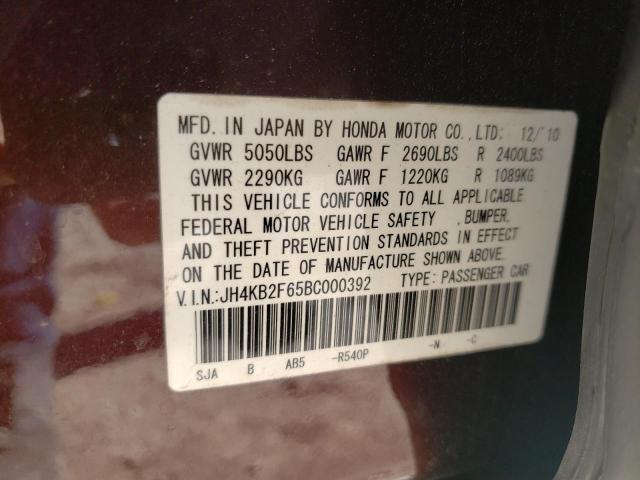 MFD. IN JAPAN BY HONDA MOTOR CO., LTD: 12/'10
GVWR 5050LBS GAWR F 2690LBS R 2400LBS
GVWR 2290KG GAWR F 1220KG R 1089KG
THIS VEHICLE CONFORMS TO ALL APPLICABLE
FEDERAL MOTOR VEHICLE SAFETY , BUMPER,
AND THEFT PREVENTION STANDARDS IN EFFECT
ON THE DATE OF MANUFACTURE SHOWN ABOVE.
V.I.N.:JH4KB2F65BC000392 TYPE: PASSENGER CAR
SJA B AB5 -R540P -N -C